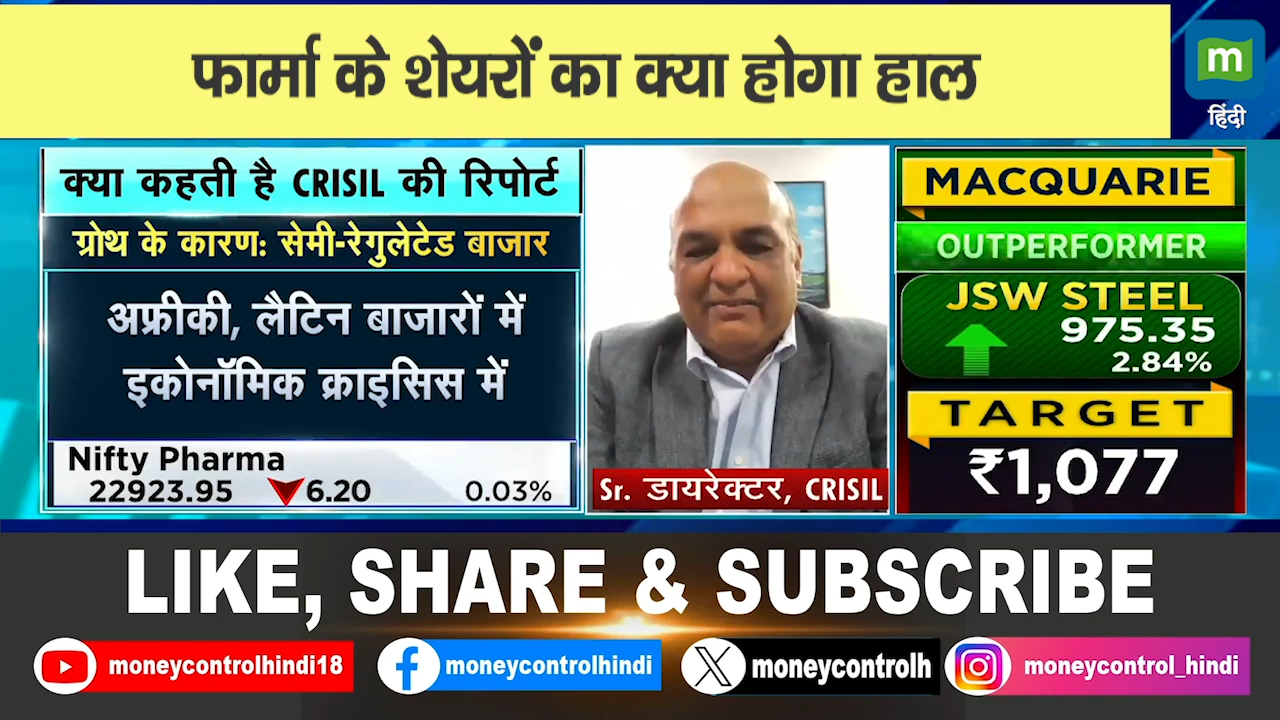 फार्मा के शेयरों का क्या होगा हाल
m
हिंदी
क्या कहती है CRISIL की रिपोर्ट
ग्रोथ के कारण: सेमी-रेगुलेटेड बाजार
अफ्रीकी, लैटिन बाजारों में
इकोनॉमिक क्राइसिस में
Nifty Pharma
22923.95 6.20 0.03%
Sr. डायरेक्टर, CRISIL
MACQUARIE
OUTPERFORMER
JSW STEEL
975.35
2.84%
TARGET
₹1,077
LIKE, SHARE & SUBSCRIBE
moneycontrolhindi18
moneycontrolhindi
moneycontrolh
moneycontrol_hindi